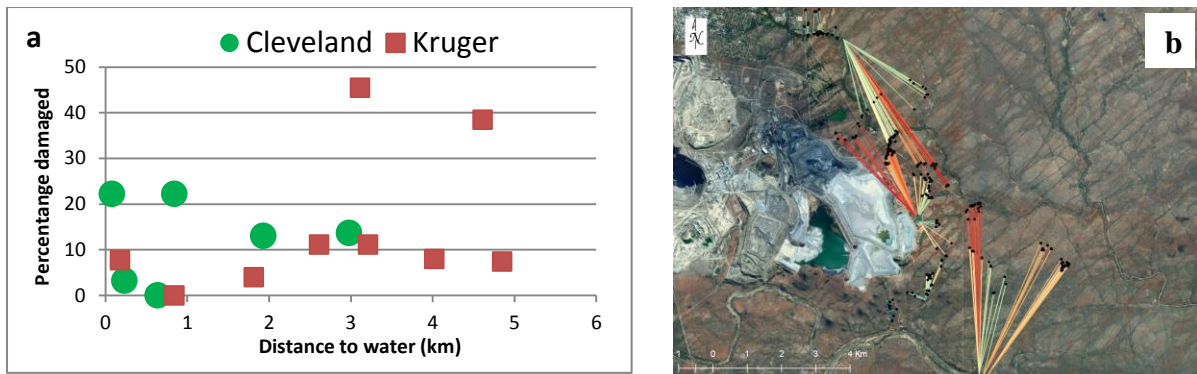 a
Cleveland Kruger
50
40
30
20
10
0
0 1 2 3 4 5 6
Percentange damaged
Distance to water (km)
b
N
1 0 1 2 3 4 Km